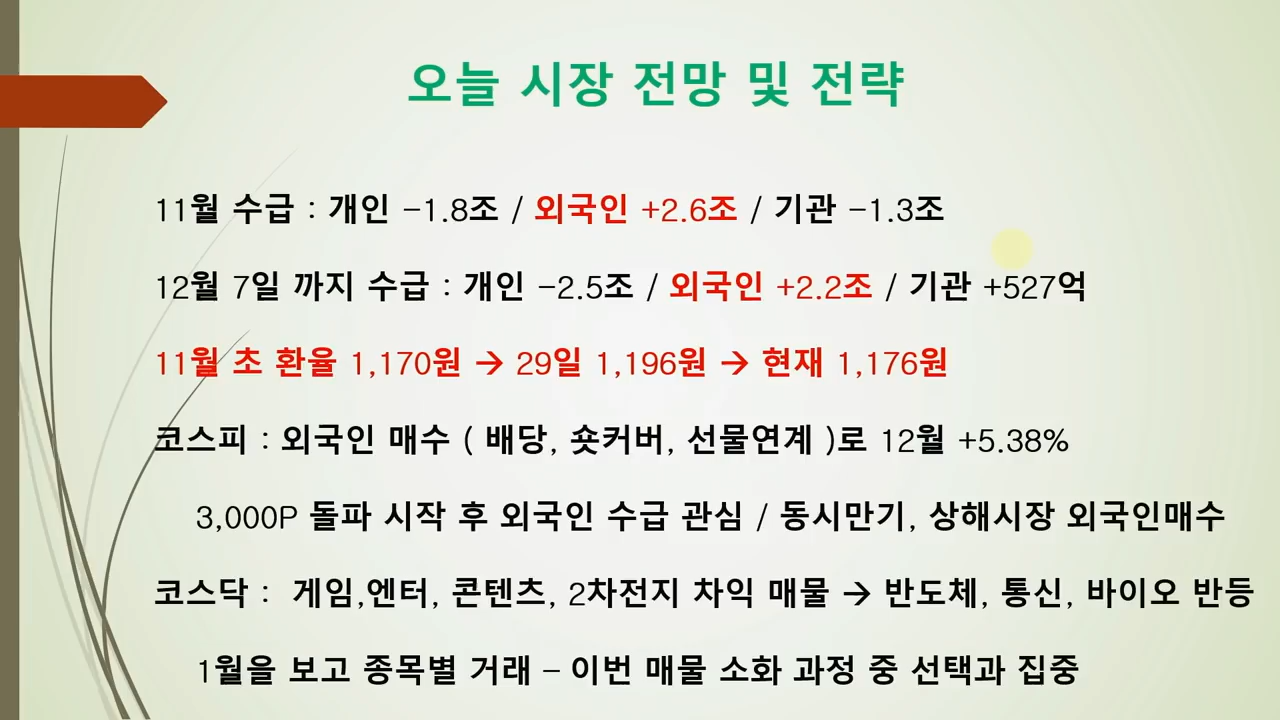 오늘 시장 전망 및 전략
11월 수급 : 개인 -1.8조 / 외국인 +2.6조 / 기관 -1.3조
12월 7일 까지 수급 : 개인 -2.5조 / 외국인 +2.2조 / 기관 +527억
11월 초 환율 1,170원 → 29일 1,196원 → 현재 1,176원
코스피 : 외국인 매수 ( 배당, 숏커버, 선물연계 )로 12월 +5.38%
3,000P 돌파 시작 후 외국인 수급 관심 / 동시만기, 상해시장 외국인매수
코스닥 : 게임,엔터, 콘텐츠, 2차전지 차익 매물 → 반도체, 통신, 바이오 반등
1월을 보고 종목별 거래 – 이번 매물 소화 과정 중 선택과 집중